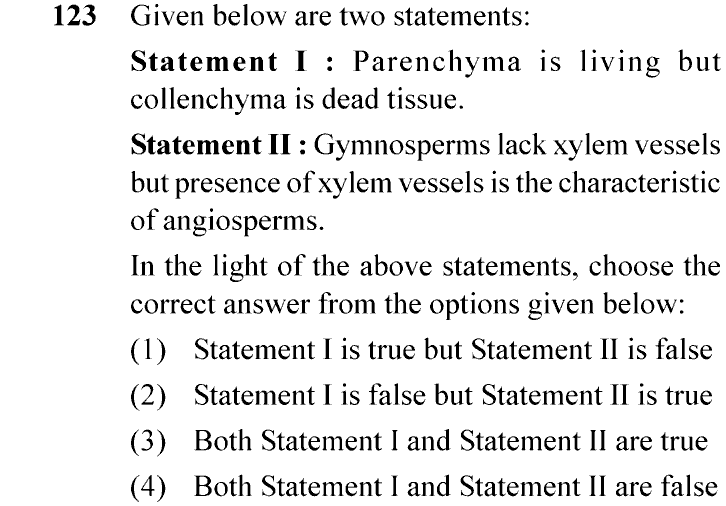 123 Given below are two statements:
Statement I : Parenchyma is living but
collenchyma is dead tissue.
Statement II : Gymnosperms lack xylem vessels
but presence of xylem vessels is the characteristic
of angiosperms.
In the light of the above statements, choose the
correct answer from the options given below:
(1) Statement I is true but Statement II is false
(2) Statement I is false but Statement II is true
(3) Both Statement I and Statement II are true
(4) Both Statement I and Statement II are false